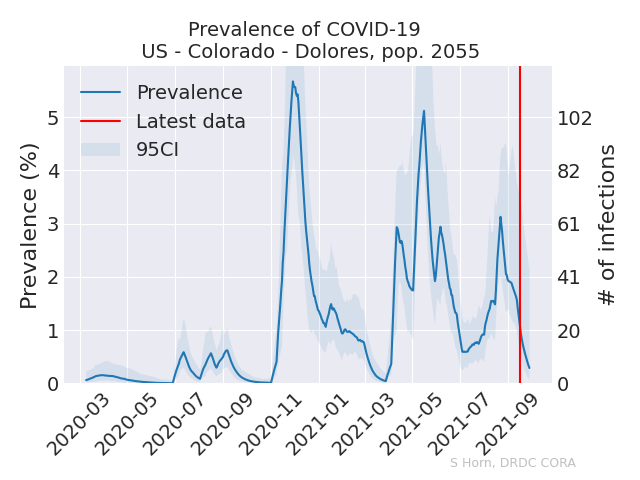 Prevalence of COVID-19
US - Colorado - Dolores, pop. 2055
Prevalence
Latest data
95CI
Prevalence (%)
5
4
3
2
1
0
102
82
61
41
20
0
# of infections
2020-03
2020-05
2020-07
2020-09
2020-11
2021-01
2021-03
2021-05
2021-07
2021-09
S Horn, DRDC CORA